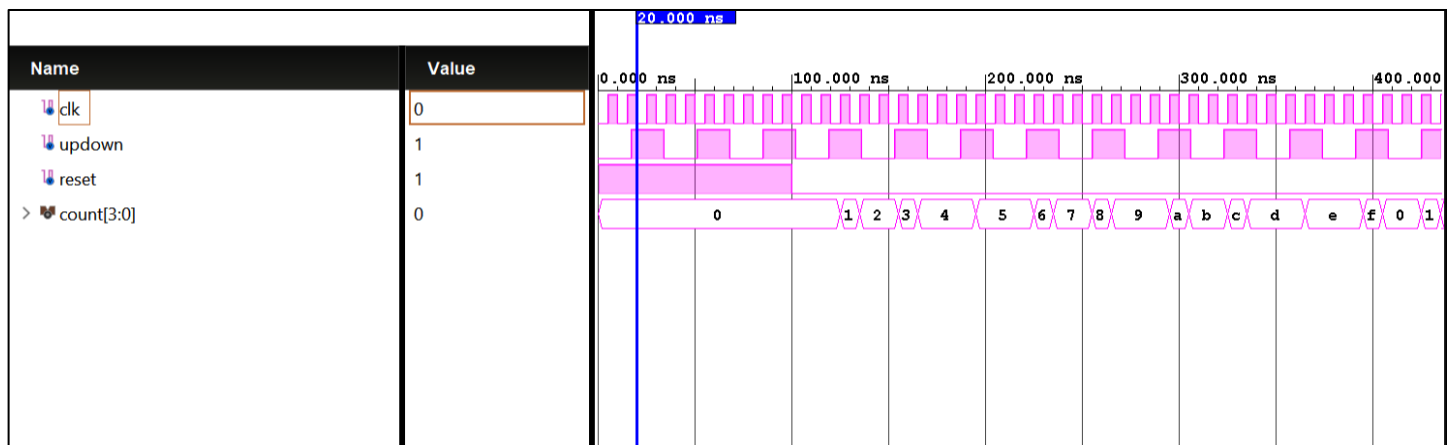 20.000 ns
Name Value
0.000 ns 100.000 ns 200.000 ns 300.000 ns 400.000
clk 0
updown 1
reset 1
count[3:0] 0 0 1 2 3 4 5 6 7 8 9 a b c d e f 0 1